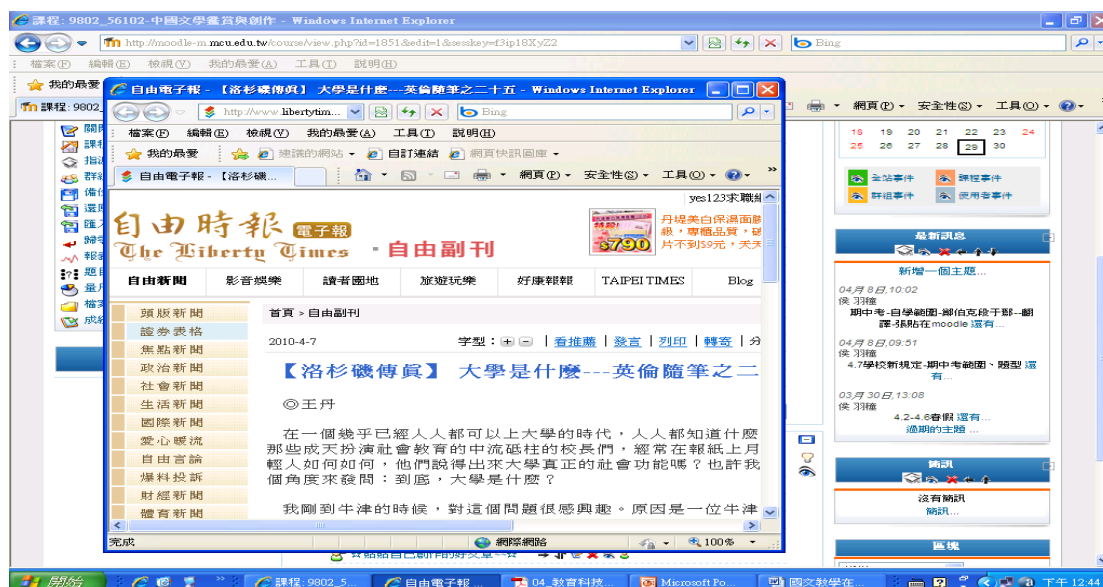 課程: 9802_56102-中國文學鑑賞與創作 - Windows Internet Explorer
http://moodle-m.mcu.edu.tw/course/view.php?id=1851&edit=1&sesskey=f3ip18XyZ2
Bing
檔案(F) 編輯(E) 檢視(V) 我的最愛(A) 工具(T) 說明(H)
我的最愛
課程: 9802_
網頁(P) 安全性(S) 工具(O)
自由電子報 - 【洛杉磯傳真】 大學是什麼---英倫隨筆之二十五 - Windows Internet Explorer
http://www.libertytim...
Bing
檔案(F) 編輯(E) 檢視(V) 我的最愛(A) 工具(T) 說明(H)
我的最愛 建議的網站 自訂連結 網頁快訊圖庫
自由電子報 - 【洛杉磯...
網頁(P) 安全性(S) 工具(O)
yes123求職
自由時報 電子報
The Liberty Times 自由副刊
$790
丹堤美白保濕面膜
級,專櫃品質,破
片不到59元,天天
自由新聞 影音娛樂 讀者園地 旅遊玩樂 好康報報 TAIPEI TIMES Blog
頭版新聞
證券表格
焦點新聞
政治新聞
社會新聞
生活新聞
國際新聞
愛心暖流
自由言論
爆料投訴
財經新聞
體育新聞
首頁 > 自由副刊
2010-4-7 字型: 看推薦 | 發言 | 列印 | 轉寄 | 分
【洛杉磯傳真】 大學是什麼---英倫隨筆之二
◎王丹
在一個幾乎已經人人都可以上大學的時代,人人都知道什麼
那些成天扮演社會教育的中流砥柱的校長們,經常在報紙上月
輕人如何如何,他們說得出來大學真正的社會功能嗎?也許我
個角度來發問:到底,大學是什麼?
我剛到牛津的時候,對這個問題很感興趣。原因是一位牛津
完成 網際網路 100%
18 19 20 21 22 23 24
25 26 27 28 29 30
全站事件 課程事件
群組事件 使用者事件
最新訊息
新增一個主題...
04月 8日, 10:02
侯 羽穜
期中考-自學範圍-鄭伯克段于鄢--翻
譯-張貼在moodle 還有...
04月 8日, 09:51
侯 羽穜
4.7學校新規定-期中考範圍、題型 還
有...
03月 30日, 13:08
侯 羽穜
4.2-4.6春假 還有...
過期的主題 ...
簡訊
沒有簡訊
簡訊...
區塊
開始 課程: 9802_5... 自由電子報 ... 04_教育科技... Microsoft Po... 國文教學在... 下午 12:44